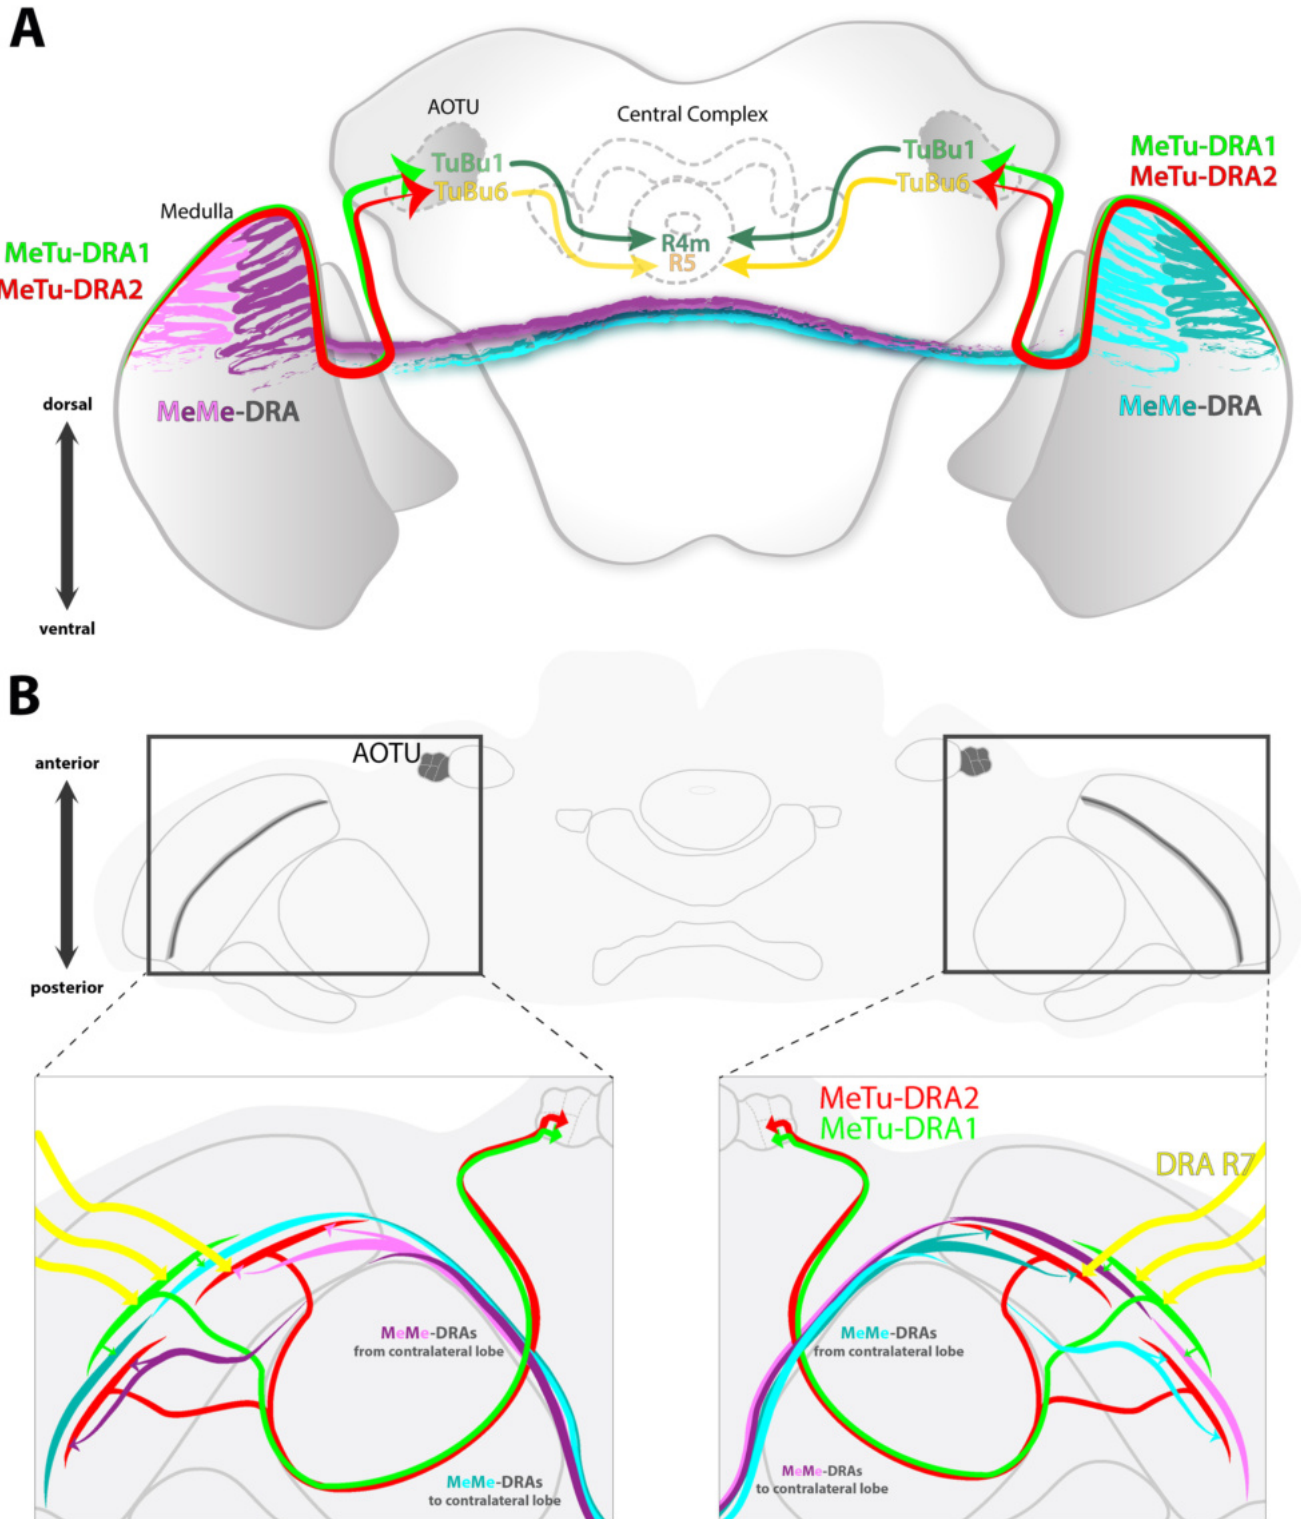 A
AOTU
Central Complex
TuBu1
TuBu6
TuBu1
TuBu6
MeTu-DRA1
MeTu-DRA2
Medulla
MeTu-DRA1
MeTu-DRA2
R4m
R5
dorsal
MeMe-DRA
MeMe-DRA
ventral
B
anterior
AOTU
posterior
MeTu-DRA2
MeTu-DRA1
DRA R7
MeMe-DRAs
from contralateral lobe
MeMe-DRAs
from contralateral lobe
MeMe-DRAs
to contralateral lobe
MeMe-DRAs
to contralateral lobe